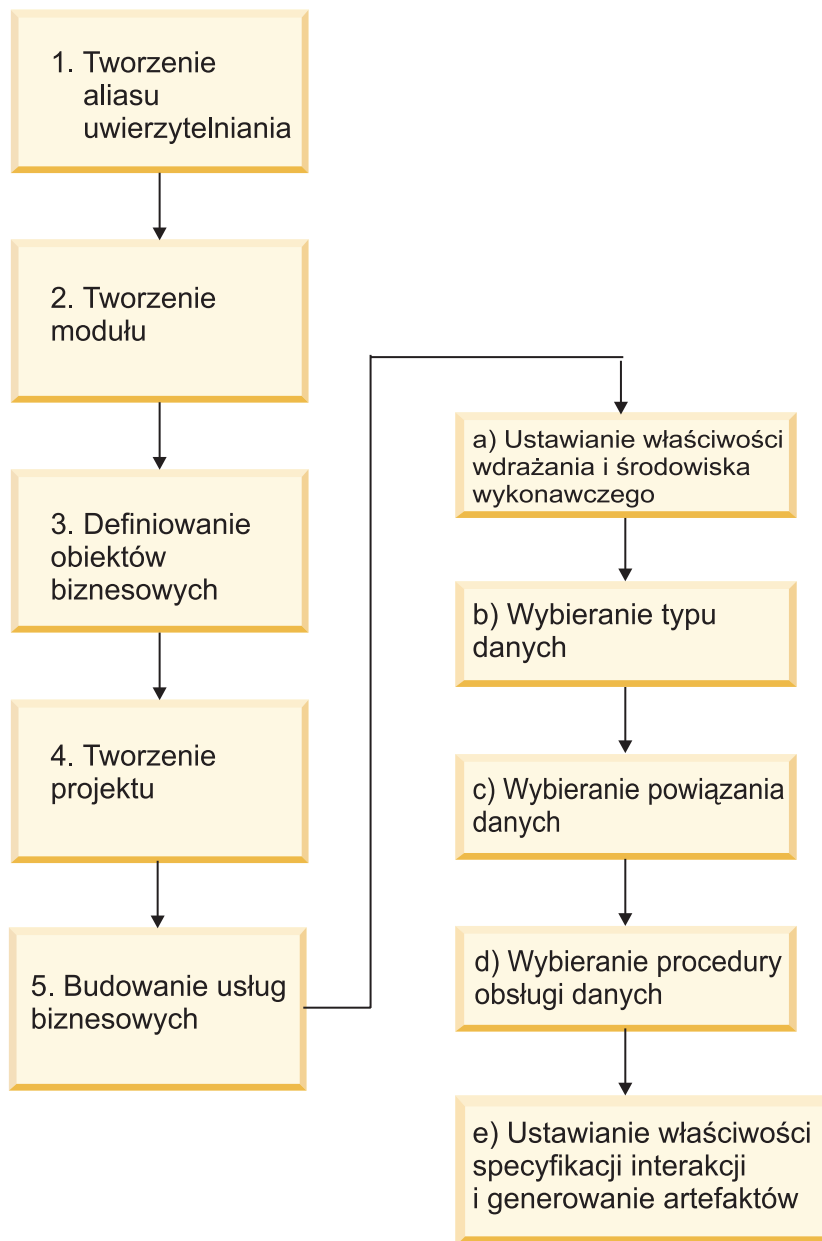 1. Tworzenie
aliasu
uwierzytelniania
2. Tworzenie
modułu
3. Definiowanie
obiektów
biznesowych
4. Tworzenie
projektu
5. Budowanie usług
biznesowych
a) Ustawianie właściwości
wdrażania i środowiska
wykonawczego
b) Wybieranie typu
danych
c) Wybieranie powiązania
danych
d) Wybieranie procedury
obsługi danych
e) Ustawianie właściwości
specyfikacji interakcji
i generowanie artefaktów